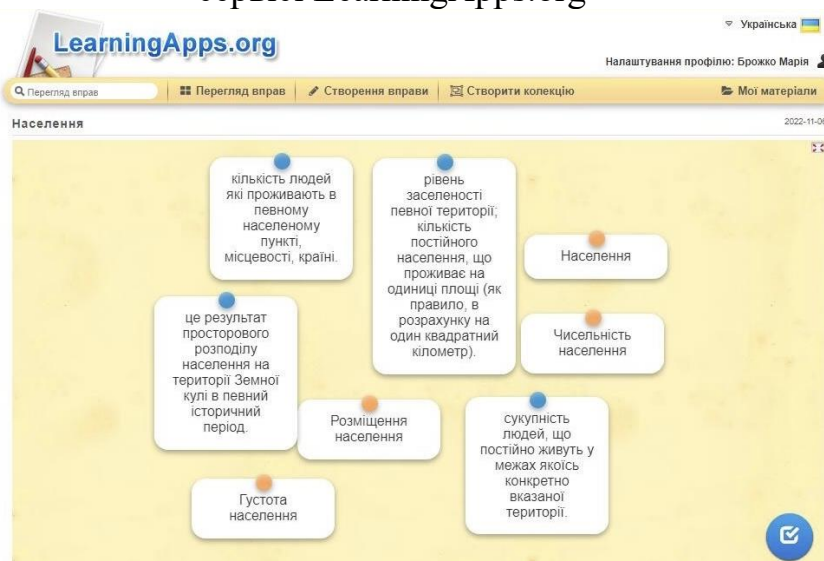 сервісі LearningApps.org
LearningApps.org
Українська
Налаштування профілю: Брожко Марія
Перегляд вправ
Перегляд вправ
Створення вправи
Створити колекцію
Мої матеріали
Населення
2022-11-06
кількість людей
які проживають в
певному
населеному
пункті,
місцевості, країні.
рівень
заселеності
певної території;
кількість
постійного
населення, що
проживає на
одиниці площі (як
правило, в
розрахунку на
один квадратний
кілометр).
Населення
це результат
просторового
розподілу
населення на
території Земної
кулі в певний
історичний
період.
Чисельність
населення
Розміщення
населення
сукупність
людей, що
постійно живуть у
межах якоїсь
конкретно
вказаної
території.
Густота
населення